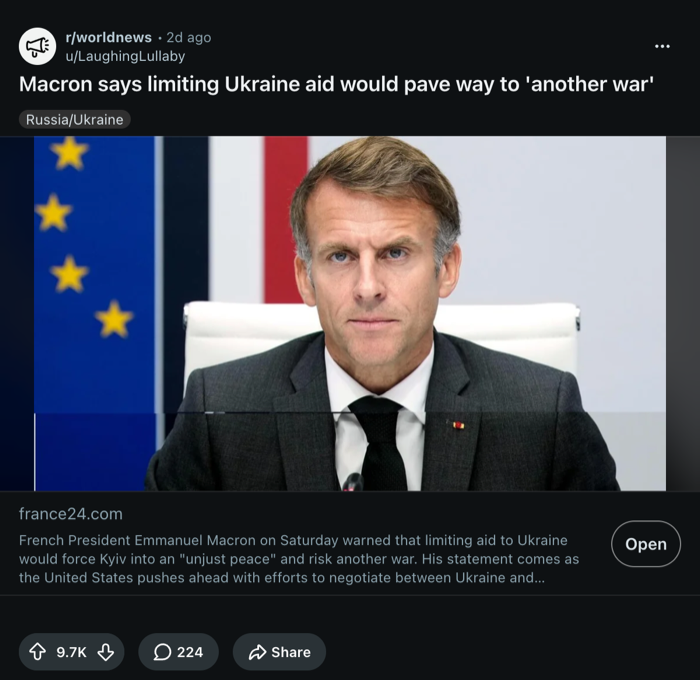 r/worldnews • 2d ago
u/LaughingLullaby
Macron says limiting Ukraine aid would pave way to 'another war'
Russia/Ukraine
france24.com
French President Emmanuel Macron on Saturday warned that limiting aid to Ukraine
would force Kyiv into an "unjust peace" and risk another war. His statement comes as
the United States pushes ahead with efforts to negotiate between Ukraine and...
Open
9.7K
224
Share